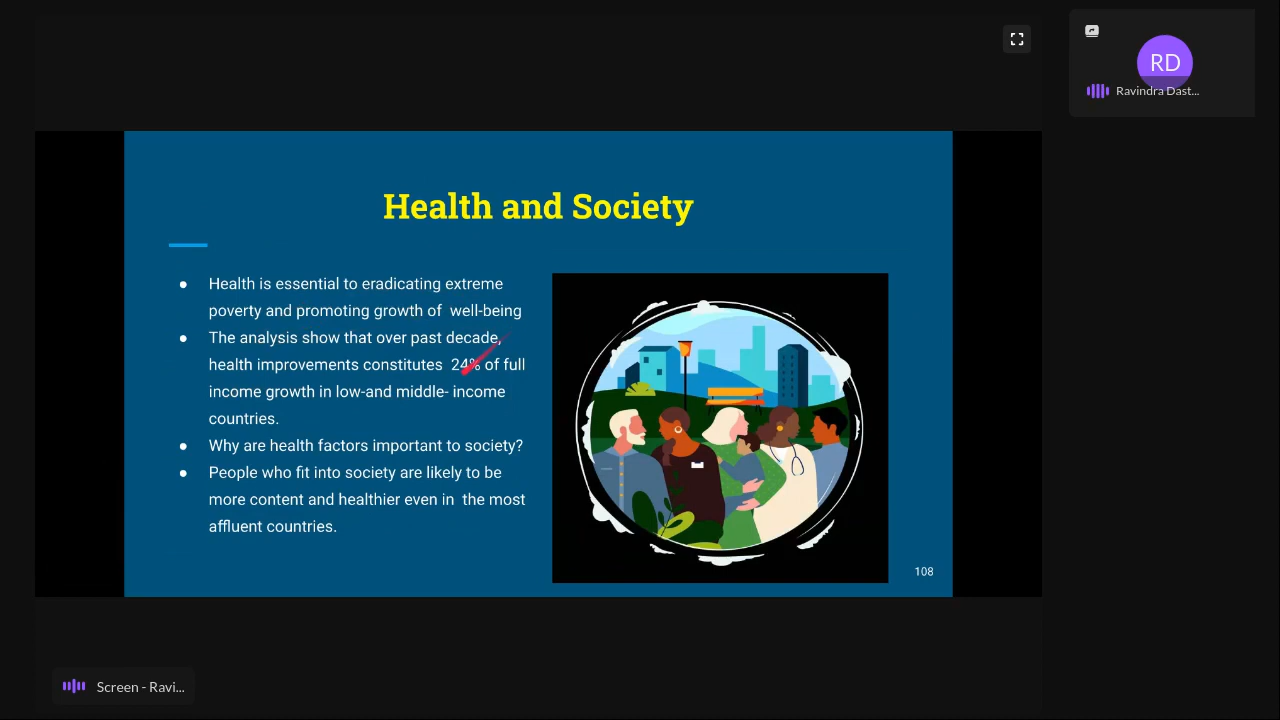 RD
Ravindra Dast...
Health and Society
● Health is essential to eradicating extreme
poverty and promoting growth of well-being
● The analysis show that over past decade,
health improvements constitutes 24% of full
income growth in low-and middle- income
countries.
● Why are health factors important to society?
● People who fit into society are likely to be
more content and healthier even in the most
affluent countries.
108
Screen - Ravi...